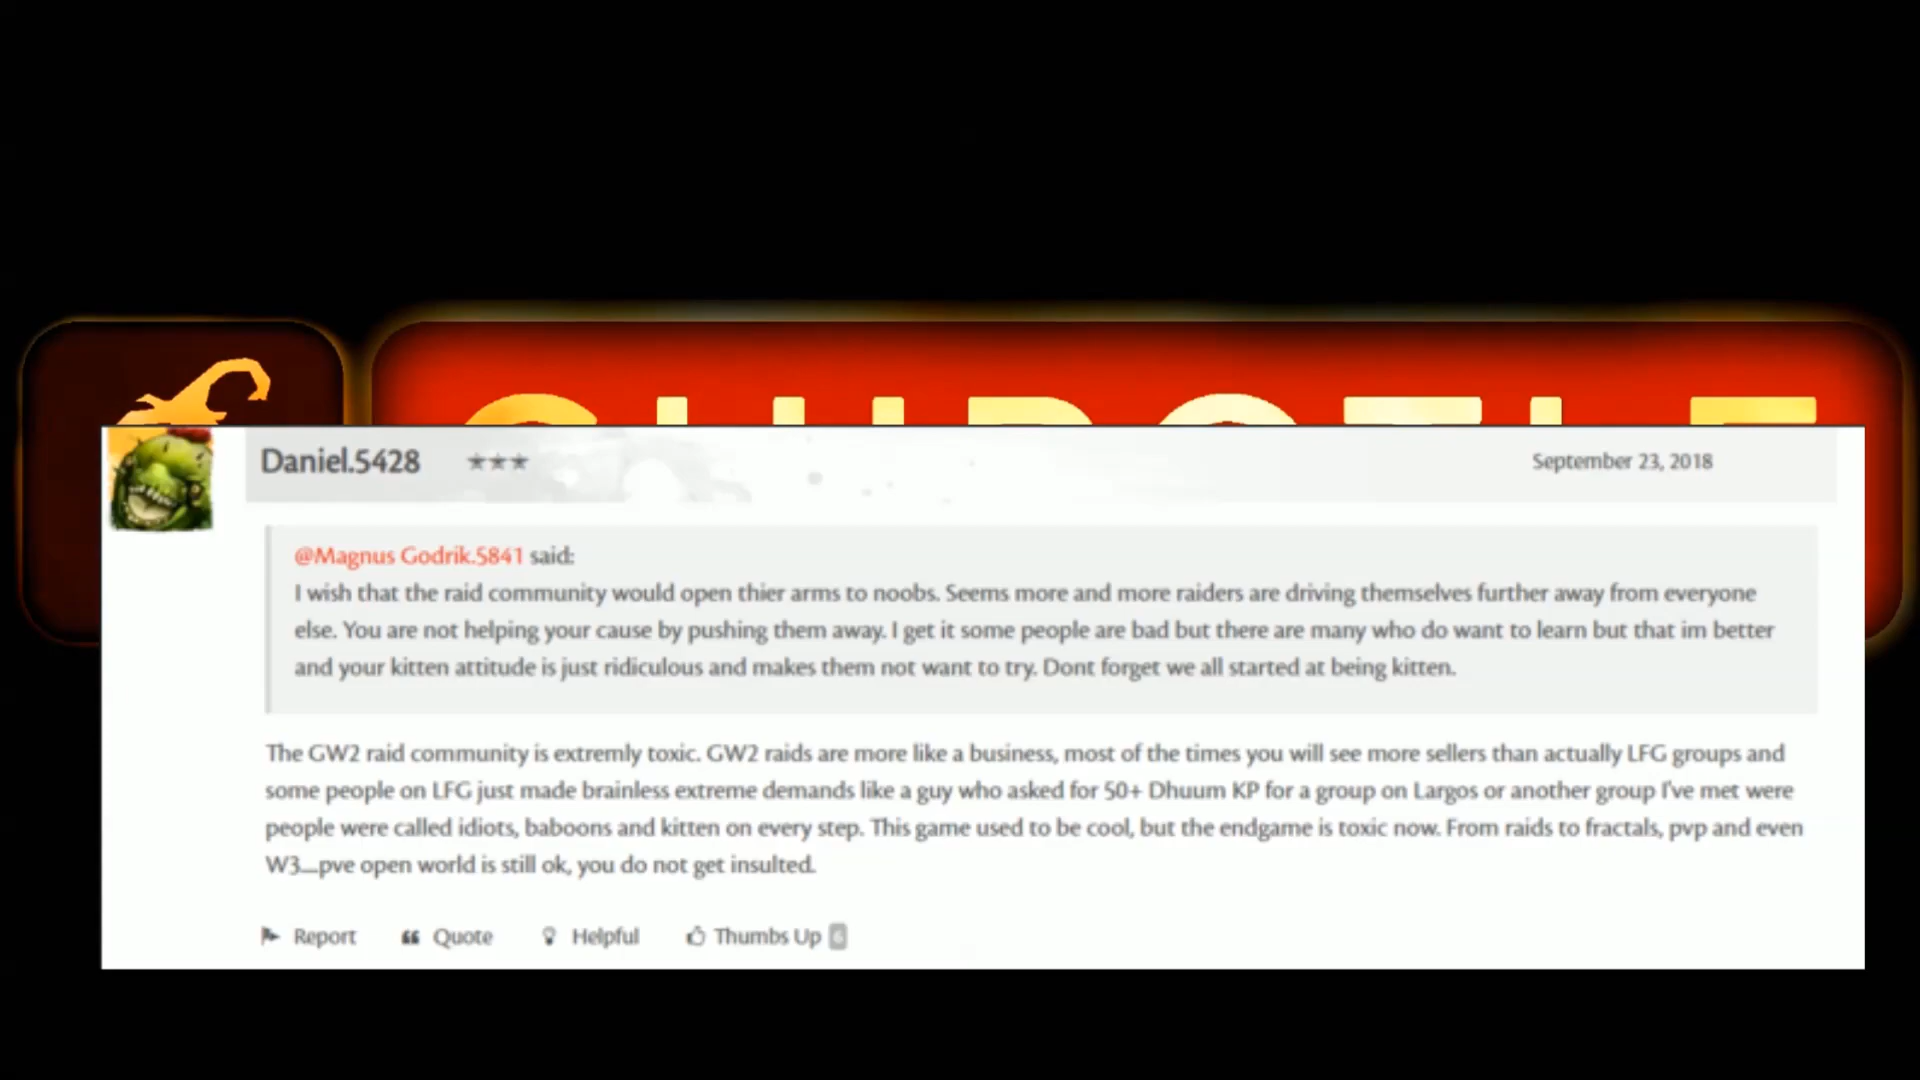 Daniel.5428 ★★★ September 23, 2018
@Magnus Godrik.5841 said:
I wish that the raid community would open thier arms to noobs. Seems more and more raiders are driving themselves further away from everyone
else. You are not helping your cause by pushing them away. I get it some people are bad but there are many who do want to learn but that im better
and your kitten attitude is just ridiculous and makes them not want to try. Dont forget we all started at being kitten.
The GW2 raid community is extremly toxic. GW2 raids are more like a business, most of the times you will see more sellers than actually LFG groups and
some people on LFG just made brainless extreme demands like a guy who asked for 50+ Dhuum KP for a group on Largos or another group I've met were
people were called idiots, baboons and kitten on every step. This game used to be cool, but the endgame is toxic now. From raids to fractals, pvp and even
W3....pve open world is still ok, you do not get insulted.
Report Quote Helpful Thumbs Up